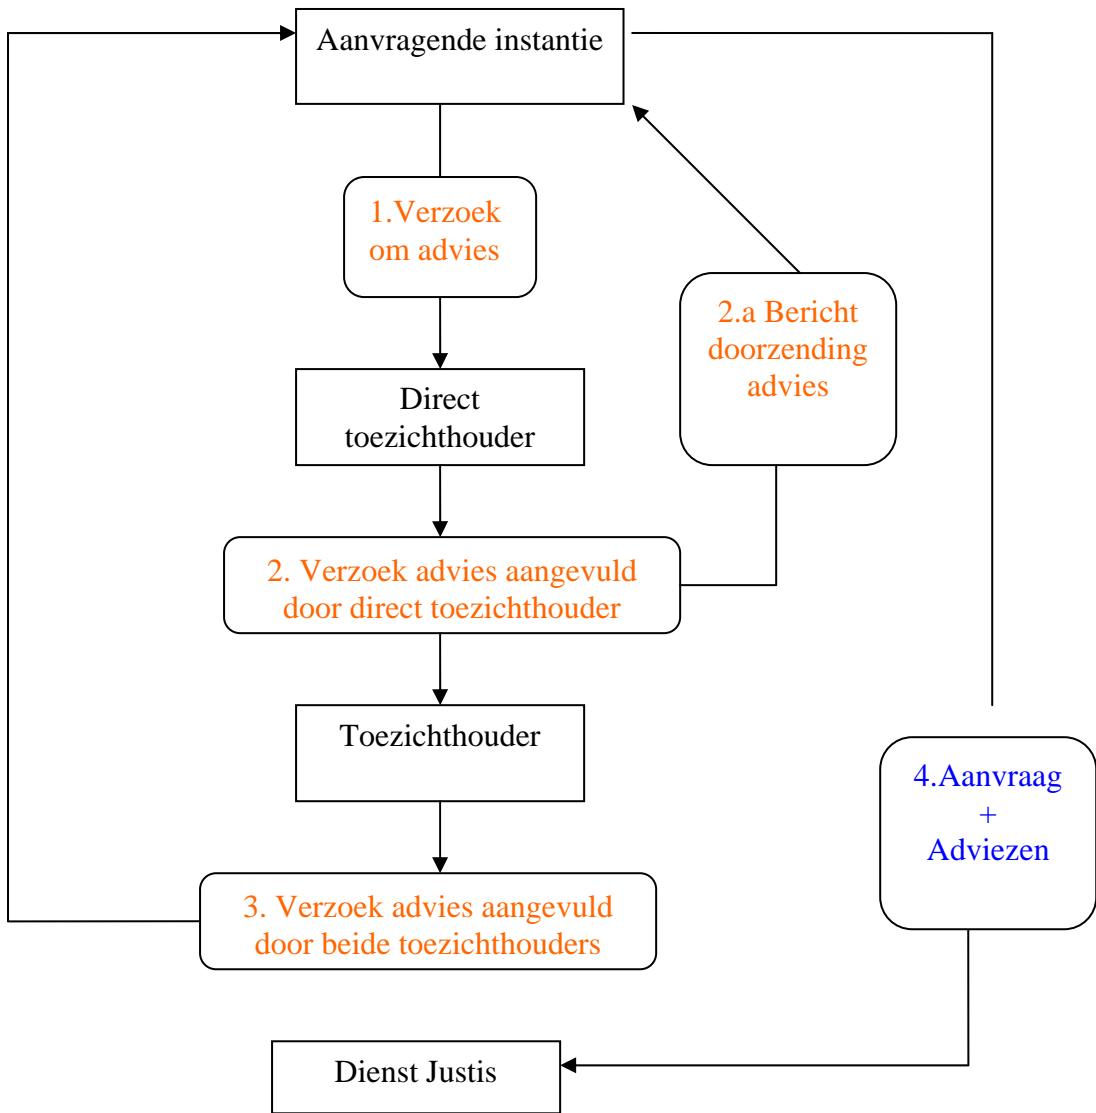 Aanvragende instantie
1.Verzoek
om advies
2.a Bericht
doorzending
advies
Direct
toezichthouder
2. Verzoek advies aangevuld
door direct toezichthouder
Toezichthouder
4.Aanvraag
+
Adviezen
3. Verzoek advies aangevuld
door beide toezichthouders
Dienst Justis